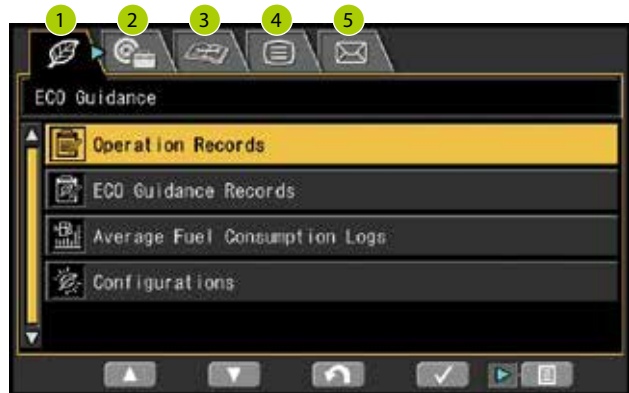 1 2 3 4 5
ECO Guidance
Operation Records
ECO Guidance Records
Average Fuel Consumption Logs
Configurations